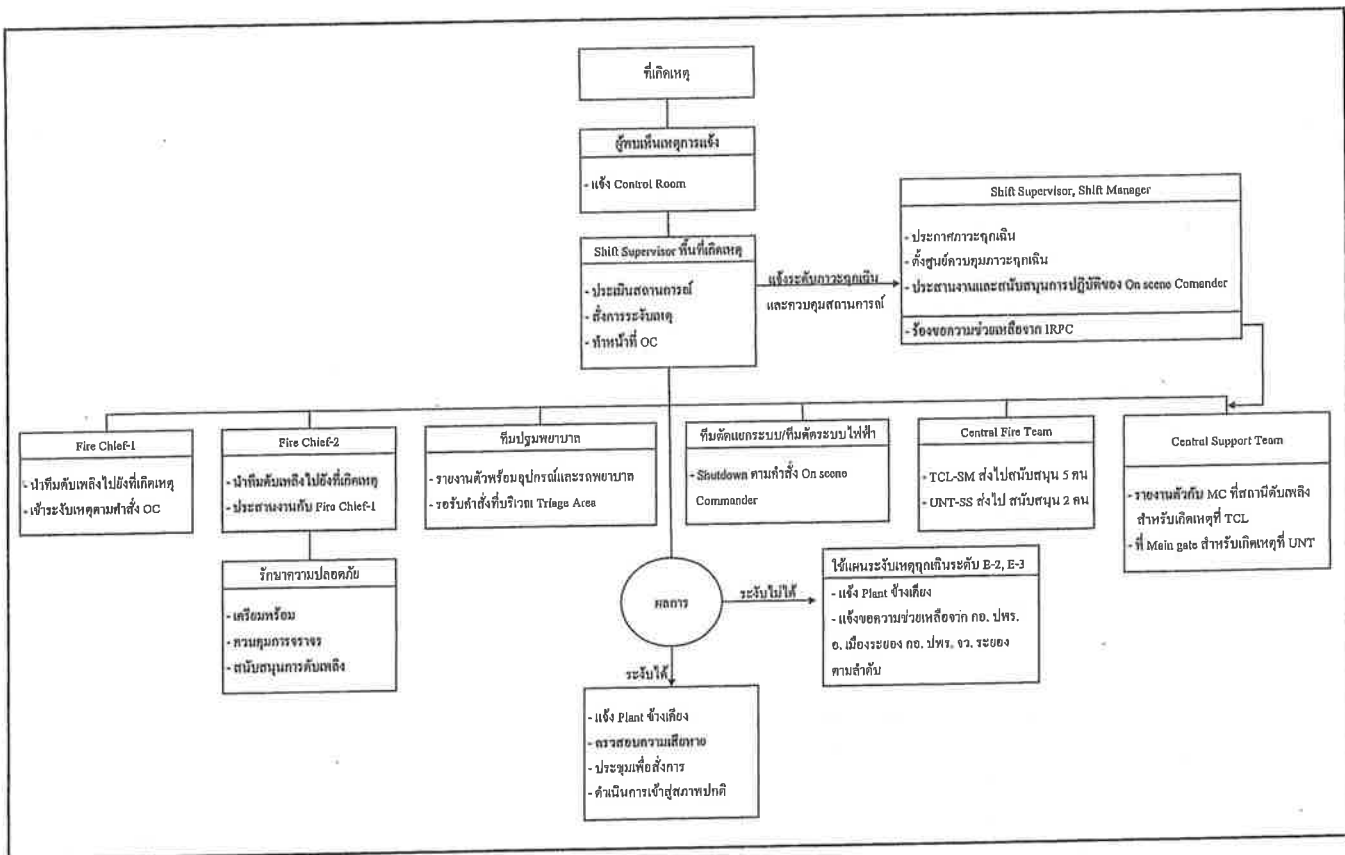 ที่เกิดเหตุ
ผู้พบเห็นเหตุการแจ้ง
- แจ้ง Control Room
Shift Supervisor พื้นที่เกิดเหตุ
- ประเมินสถานการณ์
- สั่งการระงับเหตุ
- ทำหน้าที่ OC
แจ้งระดับภาวะฉุกเฉิน
และควบคุมสถานการณ์
Shift Supervisor, Shift Manager
- ประกาศภาวะฉุกเฉิน
- ตั้งศูนย์ควบคุมภาวะฉุกเฉิน
- ประสานงานและสนับสนุนการปฏิบัติของ On scene Comander
- ร้องขอความช่วยเหลือจาก IRPC
Fire Chief-1
- นำทีมดับเพลิงไปยังที่เกิดเหตุ
- เข้าระงับเหตุตามคำสั่ง OC
Fire Chief-2
- นำทีมดับเพลิงไปยังที่เกิดเหตุ
- ประสานงานกับ Fire Chief-1
รักษาความปลอดภัย
- เตรียมพร้อม
- ควบคุมการจราจร
- สนับสนุนการดับเพลิง
ทีมปฐมพยาบาล
- รายงานตัวพร้อมอุปกรณ์และรถพยาบาล
- รอรับคำสั่งที่บริเวณ Triage Area
ทีมตัดแยกระบบ/ทีมตัดระบบไฟฟ้า
- Shutdown ตามคำสั่ง On scene
Commander
Central Fire Team
- TCL-SM ส่งไปสนับสนุน 5 คน
- UNT-SS ส่งไป สนับสนุน 2 คน
Central Support Team
- รายงานตัวกับ MC ที่สถานีดับเพลิง
สำหรับเกิดเหตุที่ TCL
- ที่ Main gate สำหรับเกิดเหตุที่ UNT
ผลการ
ระงับไม่ได้
ใช้แผนระงับเหตุฉุกเฉินระดับ E-2, E-3
- แจ้ง Plant ข้างเคียง
- แจ้งขอความช่วยเหลือจาก กอ. ปพร.
อ. เมืองระยอง กอ. ปพร. จว. ระยอง
ตามลำดับ
ระงับได้
- แจ้ง Plant ข้างเคียง
- ตรวจสอบความเสียหาย
- ประชุมเพื่อสั่งการ
- ดำเนินการเข้าสู่สภาพปกติ